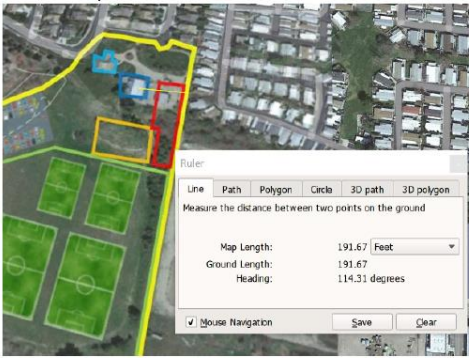 Ruler
Line Path Polygon Circle 3D path 3D polygon
Measure the distance between two points on the ground
Map Length: 191.67 Feet
Ground Length: 191.67
Heading: 114.31 degrees
Mouse Navigation Save Clear